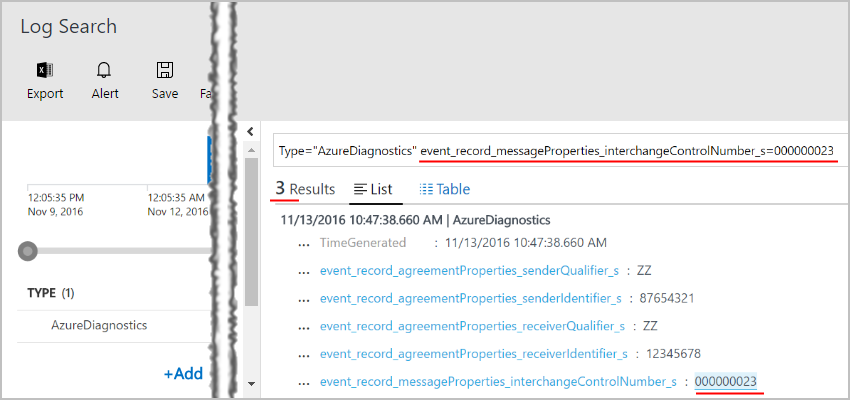 Log Search
Export
Alert
Save
Fa
12:05:35 PM
Nov 9, 2016
12:05:35 AM
Nov 12, 2016
TYPE (1)
AzureDiagnostics
+Add
Type="AzureDiagnostics" event_record_messageProperties_interchangeControlNumber_s=000000023
3 Results
List
Table
11/13/2016 10:47:38.660 AM | AzureDiagnostics
... TimeGenerated : 11/13/2016 10:47:38.660 AM
... event_record_agreementProperties_senderQualifier_s : ZZ
... event_record_agreementProperties_senderIdentifier_s : 87654321
... event_record_agreementProperties_receiverQualifier_s : ZZ
... event_record_agreementProperties_receiverIdentifier_s : 12345678
... event_record_messageProperties_interchangeControlNumber_s : 000000023